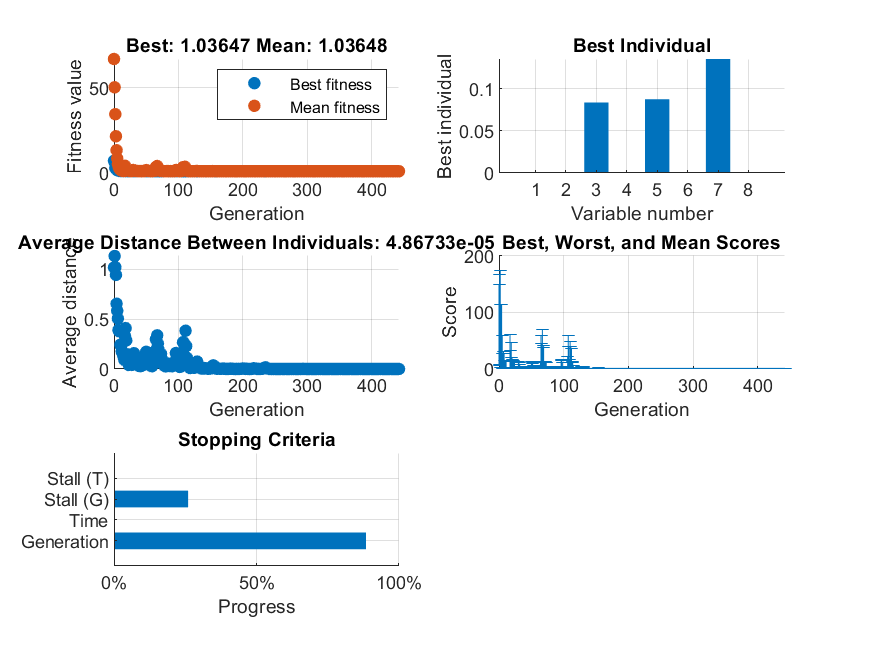 Best: 1.03647 Mean: 1.03648
Fitness value
50
0
Best fitness
Mean fitness
0 100 200 300 400
Generation
Best Individual
Best individual
0.1
0.05
0
1 2 3 4 5 6 7 8
Variable number
Average Distance Between Individuals: 4.86733e-05
Average distance
1
0.5
0
0 100 200 300 400
Generation
Best, Worst, and Mean Scores
Score
200
100
0
0 100 200 300 400
Generation
Stopping Criteria
Stall (T)
Stall (G)
Time
Generation
0% 50% 100%
Progress